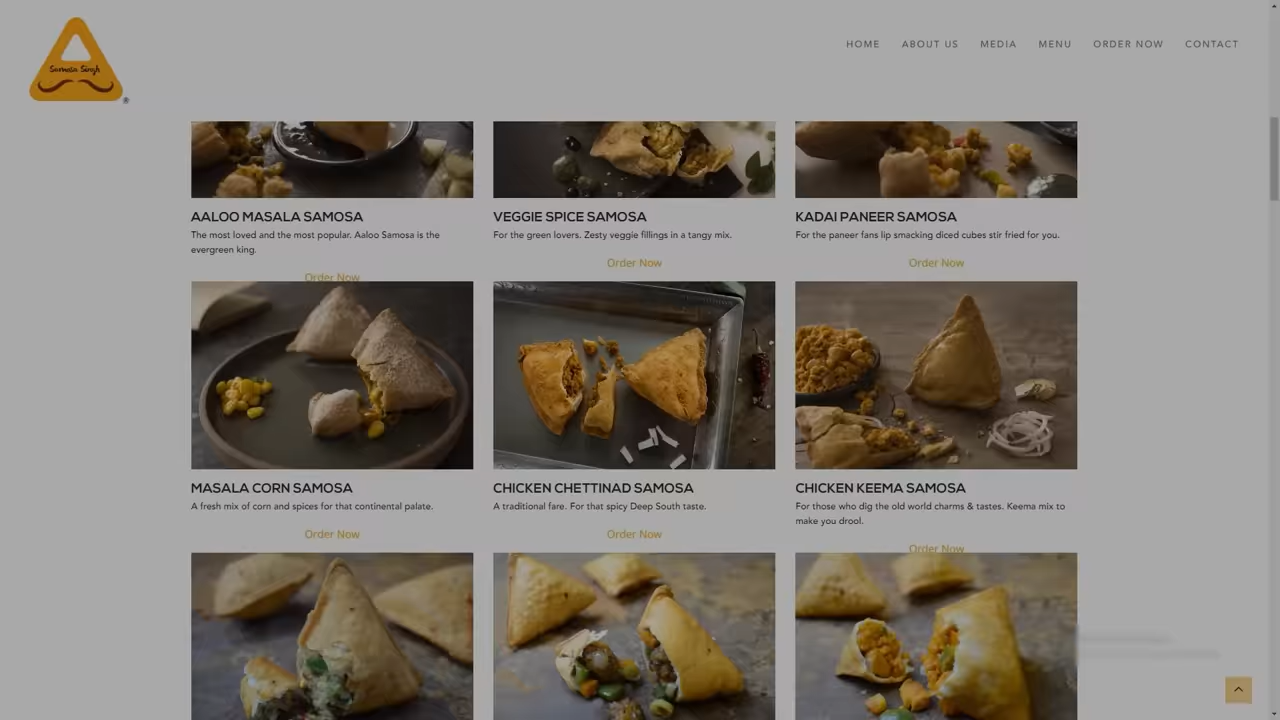 Samosa Singh
®
HOME ABOUT US MEDIA MENU ORDER NOW CONTACT
AALOO MASALA SAMOSA
The most loved and the most popular. Aaloo Samosa is the
evergreen king.
Order Now
VEGGIE SPICE SAMOSA
For the green lovers. Zesty veggie fillings in a tangy mix.
Order Now
KADAI PANEER SAMOSA
For the paneer fans lip smacking diced cubes stir fried for you.
Order Now
MASALA CORN SAMOSA
A fresh mix of corn and spices for that continental palate.
Order Now
CHICKEN CHETTINAD SAMOSA
A traditional fare. For that spicy Deep South taste.
Order Now
CHICKEN KEEMA SAMOSA
For those who dig the old world charms & tastes. Keema mix to
make you drool.
Order Now